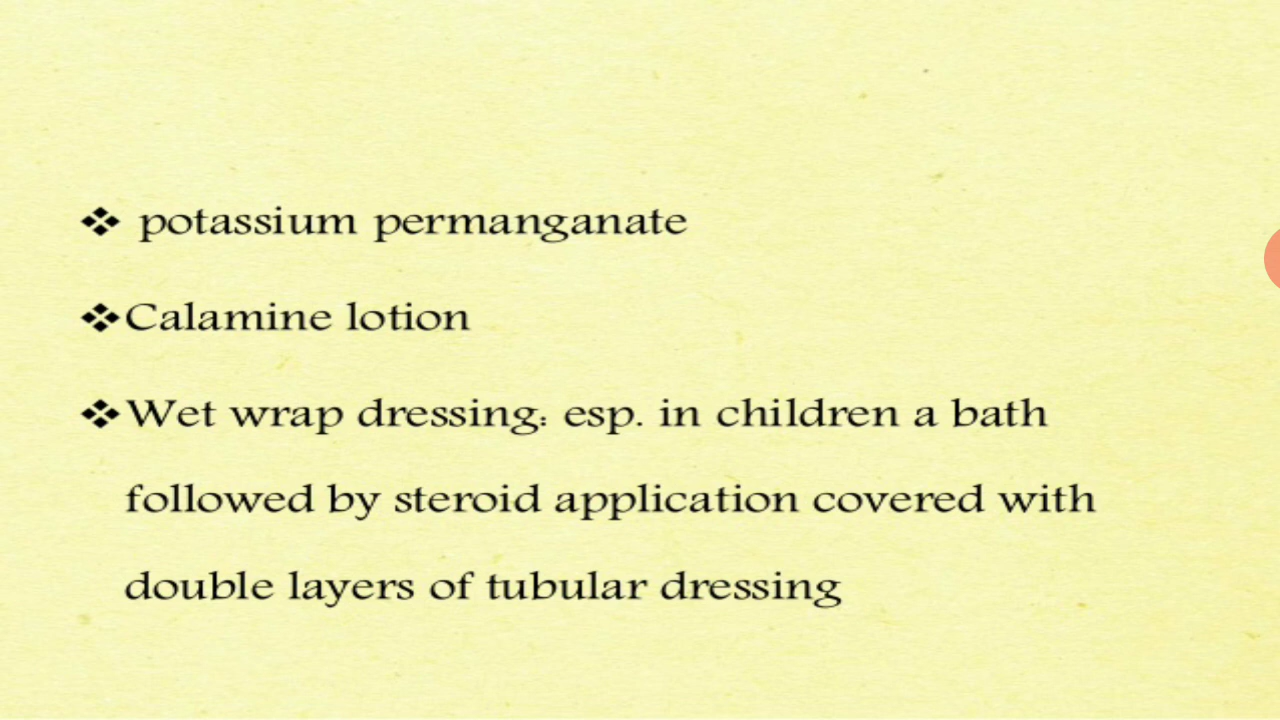 ❖ potassium permanganate
❖Calamine lotion
❖Wet wrap dressing: esp. in children a bath
followed by steroid application covered with
double layers of tubular dressing